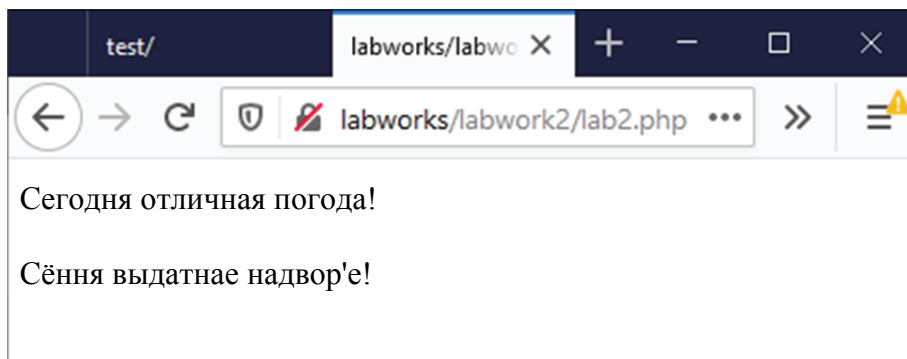 test/
labworks/labwo
labworks/labwork2/lab2.php
Сегодня отличная погода!
Сёння выдатнае надвор'е!